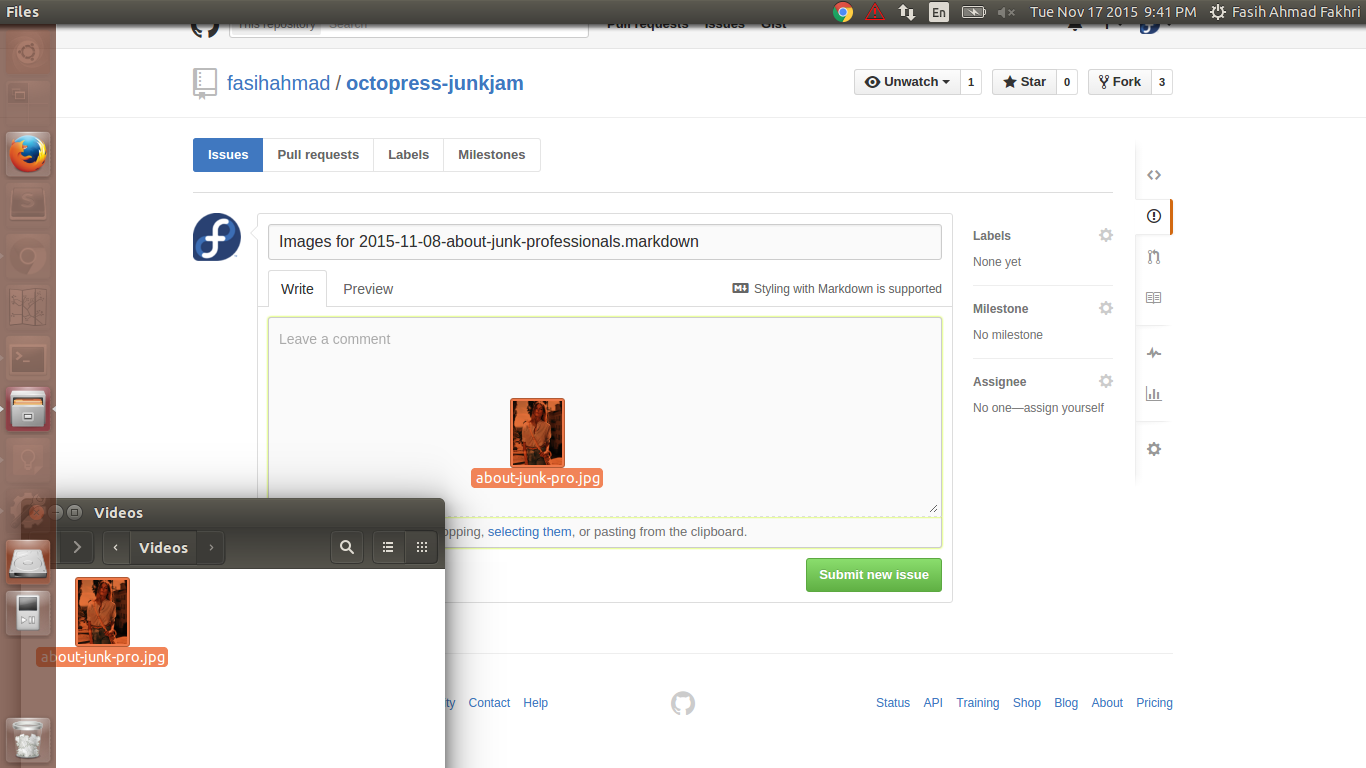 Files
En
Tue Nov 17 2015 9:41 PM
Fasih Ahmad Fakhri
This repository
Search
Pull requests
Issues
Gist
fasihahmad / octopress-junkjam
Unwatch
1
Star
0
Fork
3
Issues
Pull requests
Labels
Milestones
Images for 2015-11-08-about-junk-professionals.markdown
Write
Preview
Styling with Markdown is supported
Leave a comment
about-junk-pro.jpg
opping, selecting them, or pasting from the clipboard.
Submit new issue
Labels
None yet
Milestone
No milestone
Assignee
No one—assign yourself
Videos
Videos
about-junk-pro.jpg
ty
Contact
Help
Status
API
Training
Shop
Blog
About
Pricing